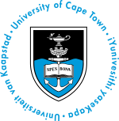 University of Cape Town • iYunivesithi yaseKapa • Universiteit van Kaapstad •
SPES BONA